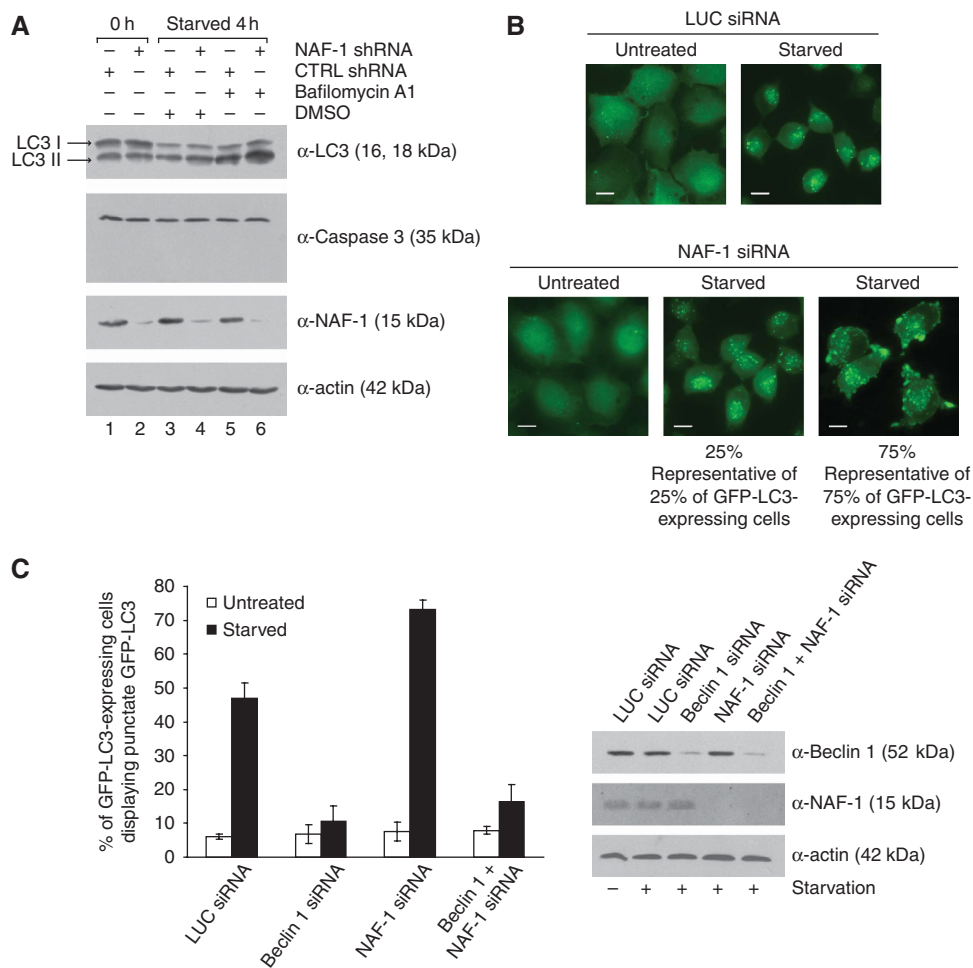 A
0 h
Starved 4 h
– + – + – – NAF-1 shRNA
+ – + – + – CTRL shRNA
– – – – + + Bafilomycin A1
– – + + – – DMSO
LC3 I
LC3 II
α-LC3 (16, 18 kDa)
α-Caspase 3 (35 kDa)
α-NAF-1 (15 kDa)
α-actin (42 kDa)
1 2 3 4 5 6
B
LUC siRNA
Untreated
Starved
NAF-1 siRNA
Untreated
Starved
Starved
25%
Representative of
25% of GFP-LC3-
expressing cells
75%
Representative of
75% of GFP-LC3-
expressing cells
C
% of GFP-LC3-expressing cells
displaying punctate GFP-LC3
80
70
60
50
40
30
20
10
0
Untreated
Starved
LUC siRNA
Beclin 1 siRNA
NAF-1 siRNA
Beclin 1 +
NAF-1 siRNA
LUC siRNA
LUC siRNA
Beclin 1 siRNA
NAF-1 siRNA
Beclin 1 + NAF-1 siRNA
α-Beclin 1 (52 kDa)
α-NAF-1 (15 kDa)
α-actin (42 kDa)
– + + + + Starvation